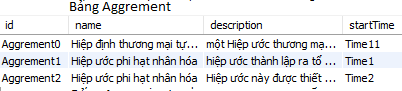 Bảng Aggrement
id name description startTime
Aggrement0 Hiệp định thương mại tự... một Hiệp ước thương mạ... Time11
Aggrement1 Hiệp ước phi hạt nhân hóa hiệp ước thành lập ra tổ ... Time1
Aggrement2 Hiệp ước phi hạt nhân hóa Hiệp ước này được thiết ... Time2